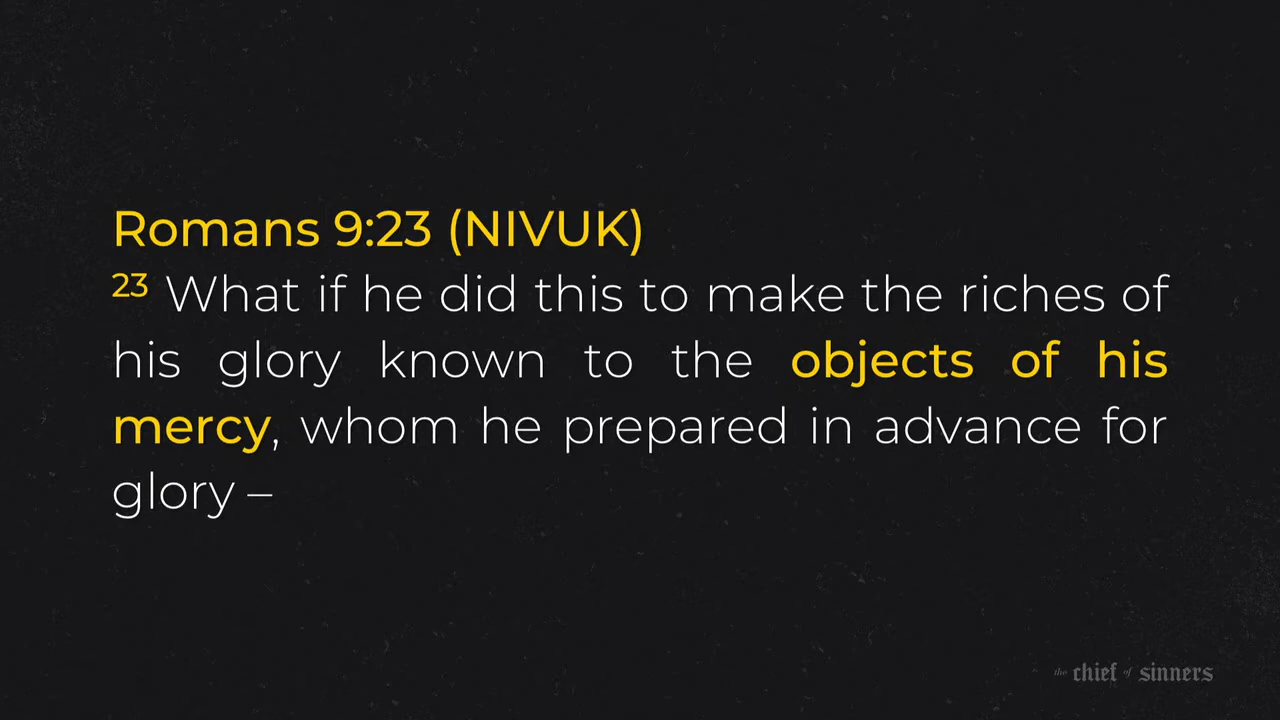 Romans 9:23 (NIVUK)
23 What if he did this to make the riches of
his glory known to the objects of his
mercy, whom he prepared in advance for
glory –
the chief of sinners